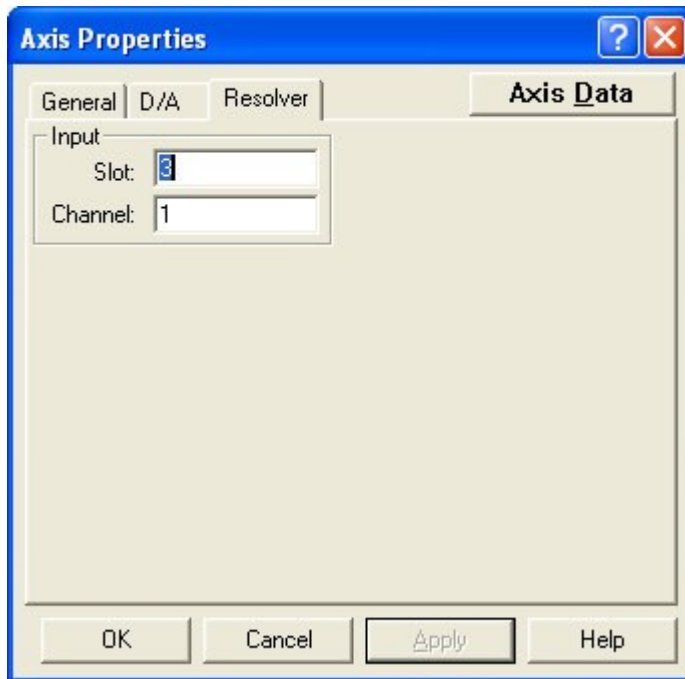 Axis Properties
?
General D/A Resolver Axis Data
Input
Slot: 3
Channel: 1
OK Cancel Apply Help